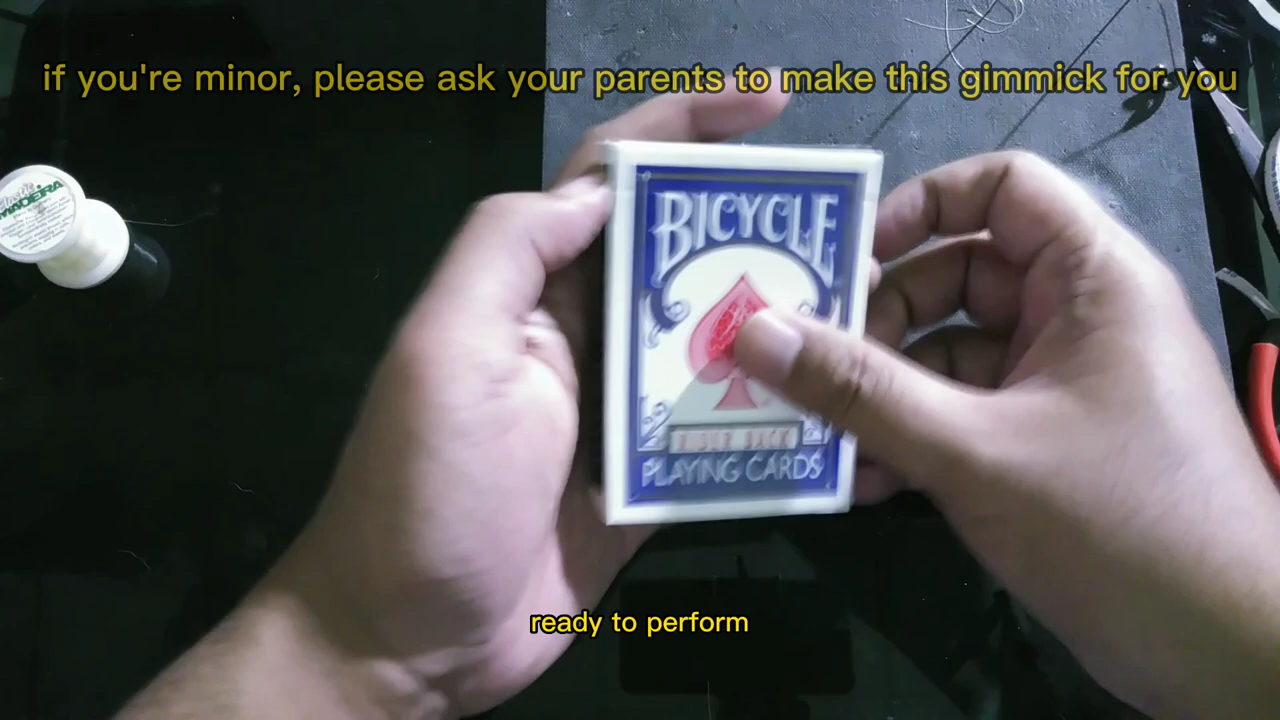 if you're minor, please ask your parents to make this gimmick for you
MADEIRA
BICYCLE
PLAYING CARDS
ready to perform